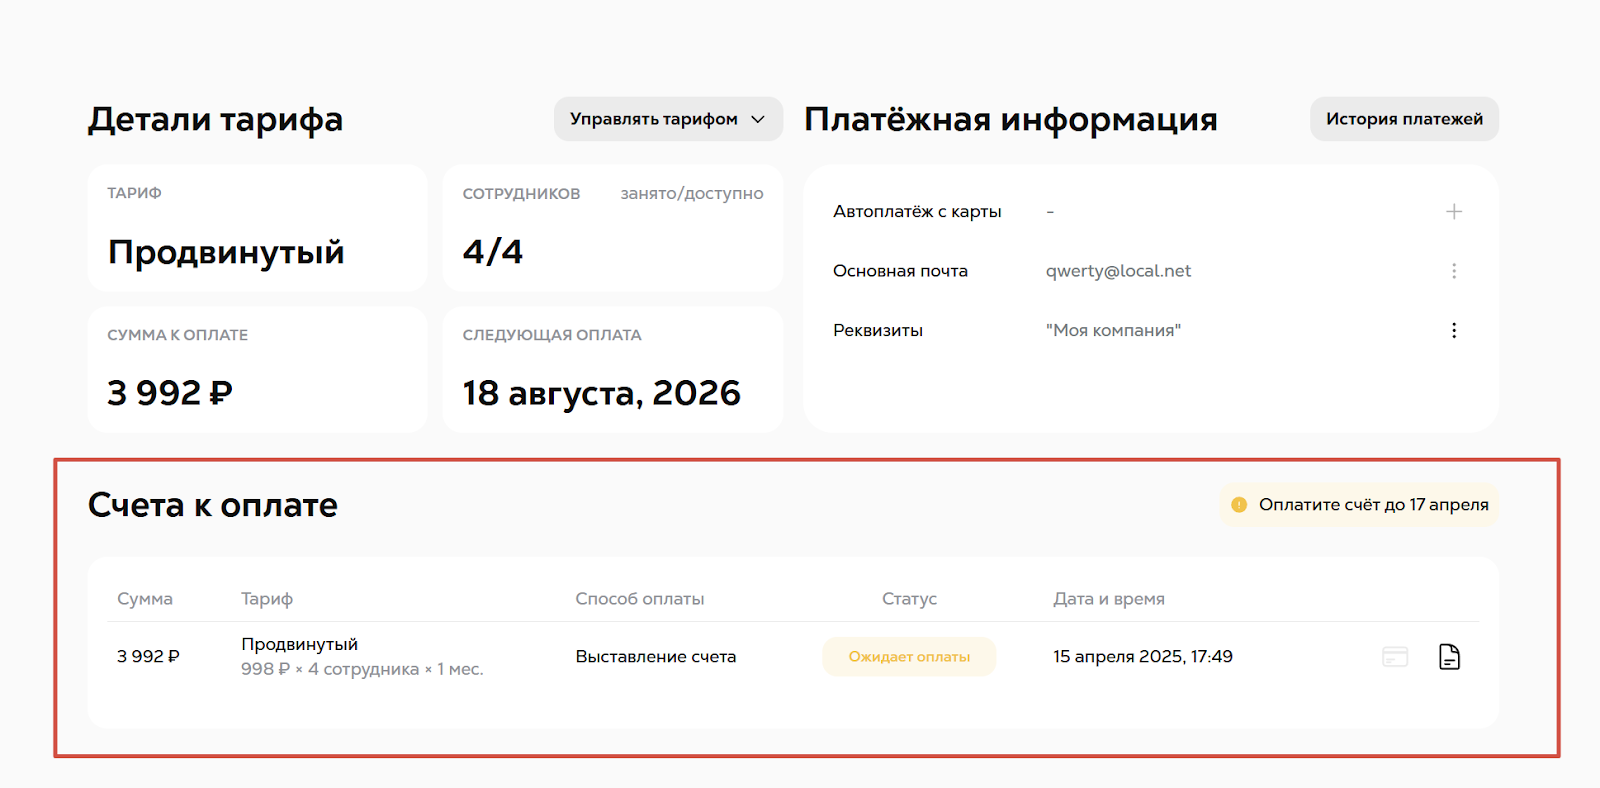 Детали тарифа
Управлять тарифом
ТАРИФ
Продвинутый
СОТРУДНИКОВ занято/доступно
4/4
СУММА К ОПЛАТЕ
3 992 ₽
СЛЕДУЮЩАЯ ОПЛАТА
18 августа, 2026
Платёжная информация
История платежей
Автоплатёж с карты -
Основная почта qwerty@local.net
Реквизиты "Моя компания"
Счета к оплате
Оплатите счёт до 17 апреля
Сумма Тариф Способ оплаты Статус Дата и время
3 992 ₽ Продвинутый Выставление счета Ожидает оплаты 15 апреля 2025, 17:49
998 ₽ × 4 сотрудника × 1 мес.